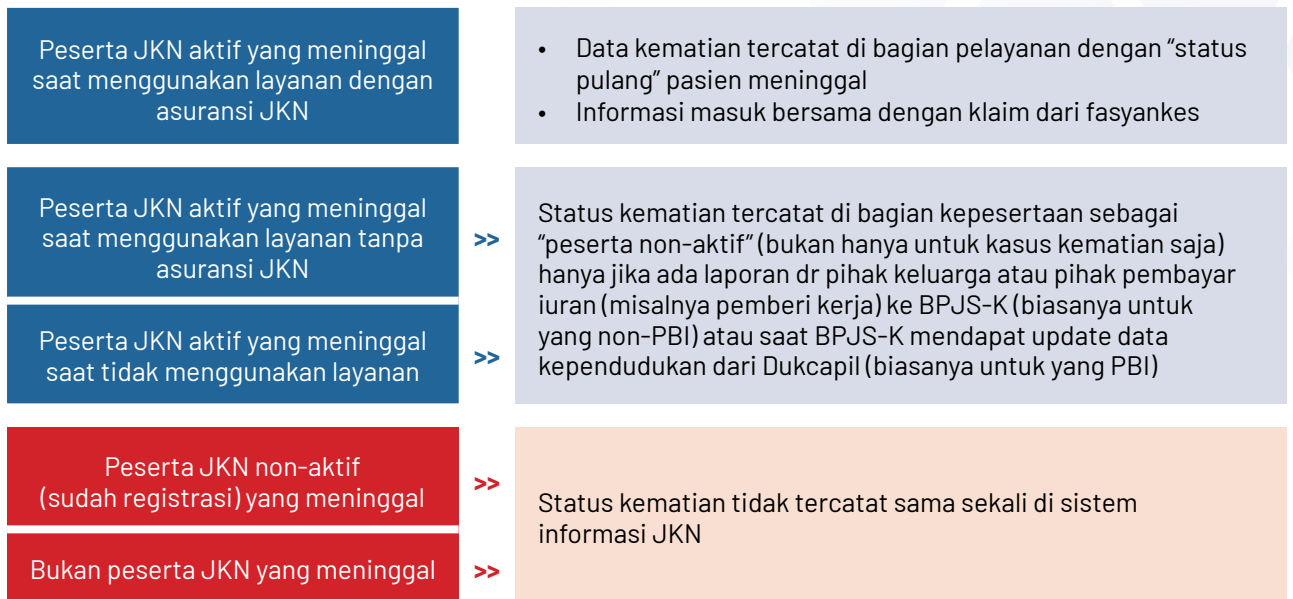 Peserta JKN aktif yang meninggal
saat menggunakan layanan dengan
asuransi JKN
• Data kematian tercatat di bagian pelayanan dengan “status
pulang” pasien meninggal
• Informasi masuk bersama dengan klaim dari fasyankes
Peserta JKN aktif yang meninggal
saat menggunakan layanan tanpa
asuransi JKN
>>
Peserta JKN aktif yang meninggal
saat tidak menggunakan layanan
>>
Status kematian tercatat di bagian kepesertaan sebagai
“peserta non-aktif” (bukan hanya untuk kasus kematian saja)
hanya jika ada laporan dr pihak keluarga atau pihak pembayar
iuran (misalnya pemberi kerja) ke BPJS-K (biasanya untuk
yang non-PBI) atau saat BPJS-K mendapat update data
kependudukan dari Dukcapil (biasanya untuk yang PBI)
Peserta JKN non-aktif
(sudah registrasi) yang meninggal
>>
Bukan peserta JKN yang meninggal
>>
Status kematian tidak tercatat sama sekali di sistem
informasi JKN